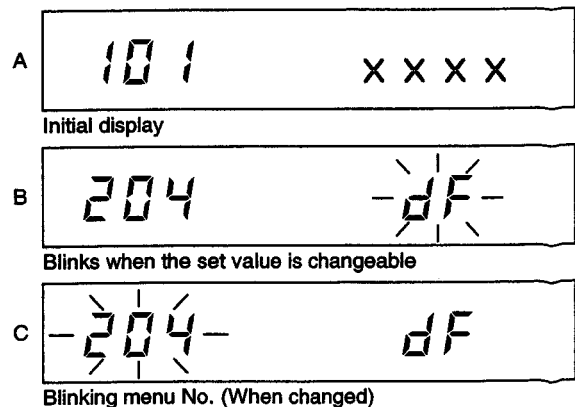 A 101 X X X X
Initial display
B 204 dF
Blinks when the set value is changeable
C 204 dF
Blinking menu No. (When changed)